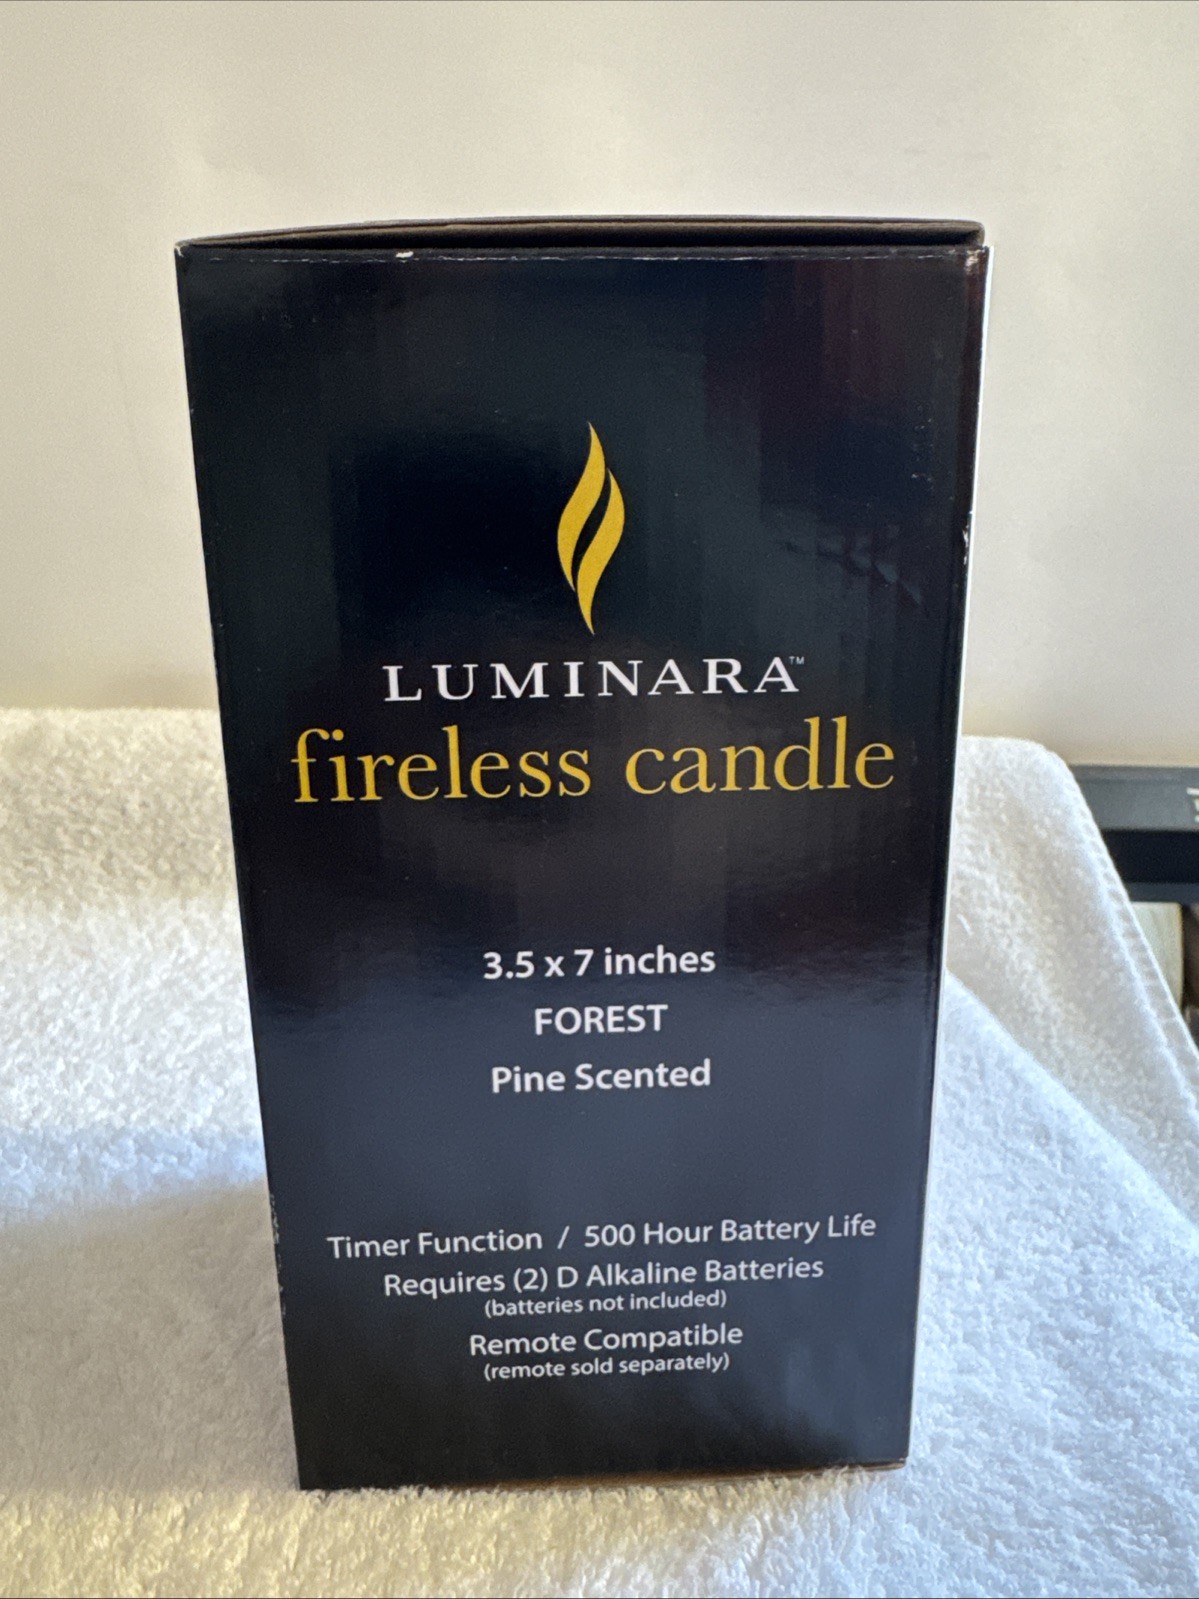 LUMINARA™
fireless candle
3.5 x 7 inches
FOREST
Pine Scented
Timer Function / 500 Hour Battery Life
Requires (2) D Alkaline Batteries
(batteries not included)
Remote Compatible
(remote sold separately)